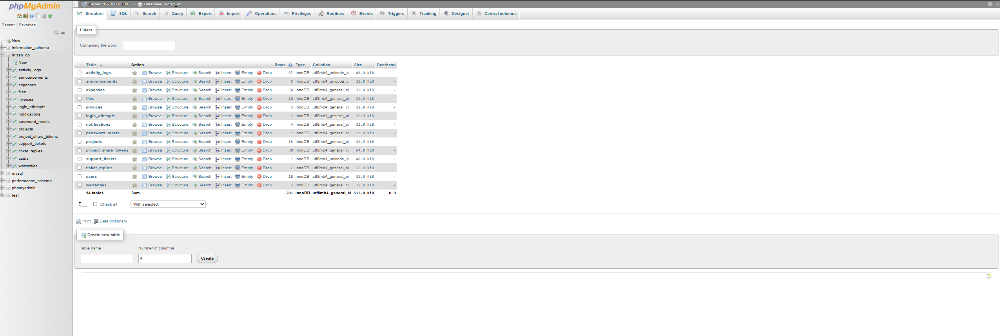 phpMyAdmin
Recent Favorites
New
information_schema
mizan_db
New
activity_logs
announcements
expenses
files
invoices
login_attempts
notifications
password_resets
projects
project_share_tokens
support_tickets
ticket_replies
users
warranties
mysql
performance_schema
phpmyadmin
test
Server: 127.0.0.1:3307 » Database: mizan_db
Structure SQL Search Query Export Import Operations Privileges Routines Events Triggers Tracking Designer Central columns
Filters
Containing the word:
Table Action Rows Type Collation Size Overhead
activity_logs Browse Structure Search Insert Empty Drop 57 InnoDB utf8mb4_unicode_ci 48.0 KiB -
announcements Browse Structure Search Insert Empty Drop 5 InnoDB utf8mb4_unicode_ci 32.0 KiB -
expenses Browse Structure Search Insert Empty Drop 50 InnoDB utf8mb4_general_ci 32.0 KiB -
files Browse Structure Search Insert Empty Drop 10 InnoDB utf8mb4_general_ci 32.0 KiB -
invoices Browse Structure Search Insert Empty Drop 3 InnoDB utf8mb4_general_ci 32.0 KiB -
login_attempts Browse Structure Search Insert Empty Drop 2 InnoDB utf8mb4_general_ci 32.0 KiB -
notifications Browse Structure Search Insert Empty Drop 4 InnoDB utf8mb4_general_ci 32.0 KiB -
password_resets Browse Structure Search Insert Empty Drop 2 InnoDB utf8mb4_general_ci 32.0 KiB -
projects Browse Structure Search Insert Empty Drop 15 InnoDB utf8mb4_general_ci 32.0 KiB -
project_share_tokens Browse Structure Search Insert Empty Drop 30 InnoDB utf8mb4_general_ci 64.0 KiB -
support_tickets Browse Structure Search Insert Empty Drop 1 InnoDB utf8mb4_unicode_ci 48.0 KiB -
ticket_replies Browse Structure Search Insert Empty Drop 2 InnoDB utf8mb4_general_ci 32.0 KiB -
users Browse Structure Search Insert Empty Drop 18 InnoDB utf8mb4_general_ci 32.0 KiB -
warranties Browse Structure Search Insert Empty Drop 2 InnoDB utf8mb4_general_ci 32.0 KiB -
14 tables Sum 201 InnoDB utf8mb4_general_ci 512.0 KiB 0 B
Check all With selected:
Print Data dictionary
Create new table
Table name Number of columns
4 Create